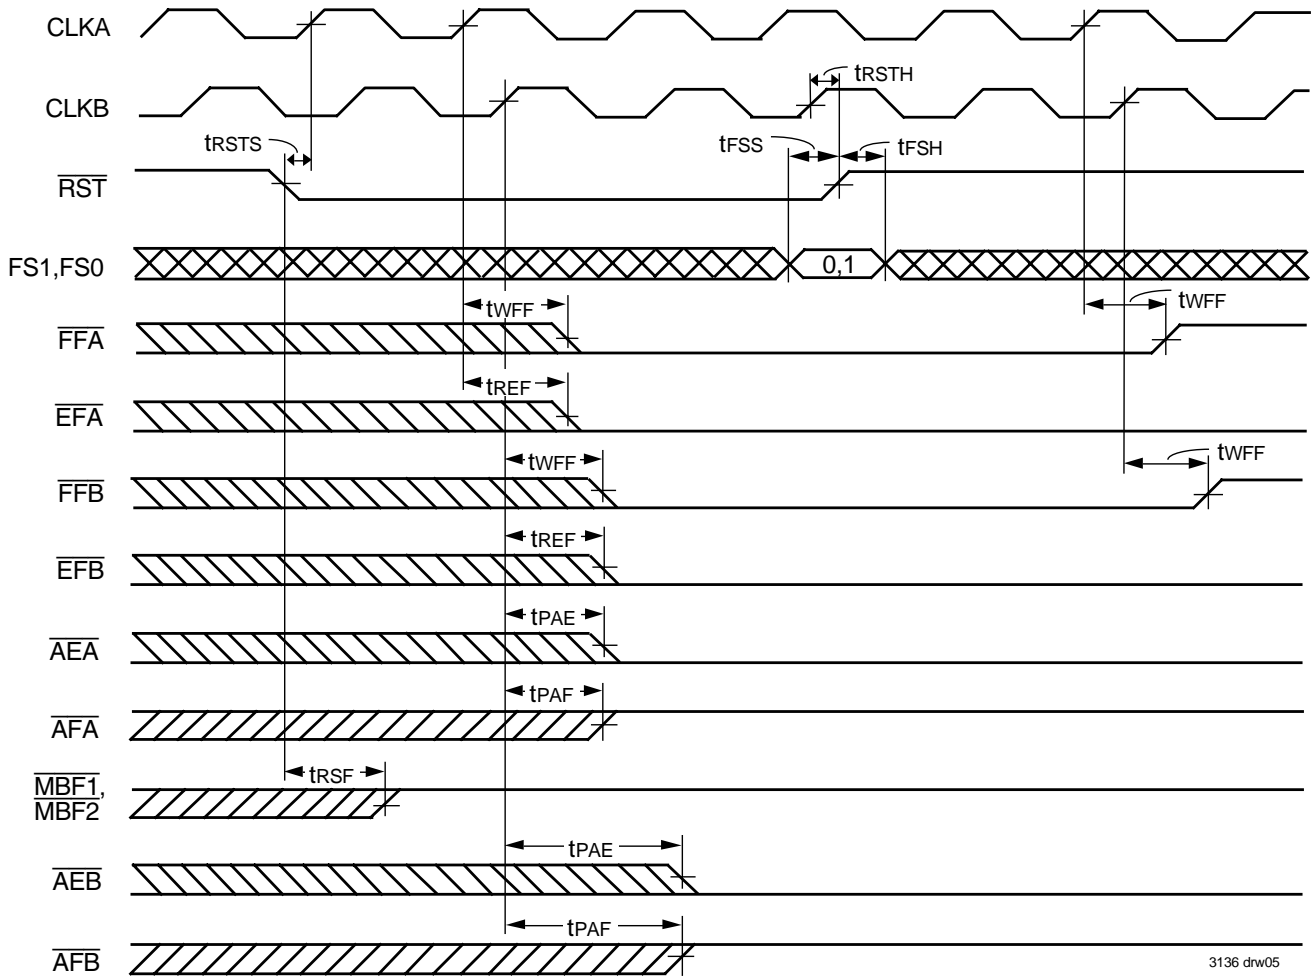 CLKA
tRSTH
CLKB
tRSTS
tFSS
tFSH
RST
FS1,FS0
0,1
tWFF
tWFF
FFA
tREF
EFA
tWFF
tWFF
FFB
tREF
EFB
tPAE
AEA
tPAF
AFA
tRSF
MBF1,
MBF2
tPAE
AEB
tPAF
AFB
3136 drw05